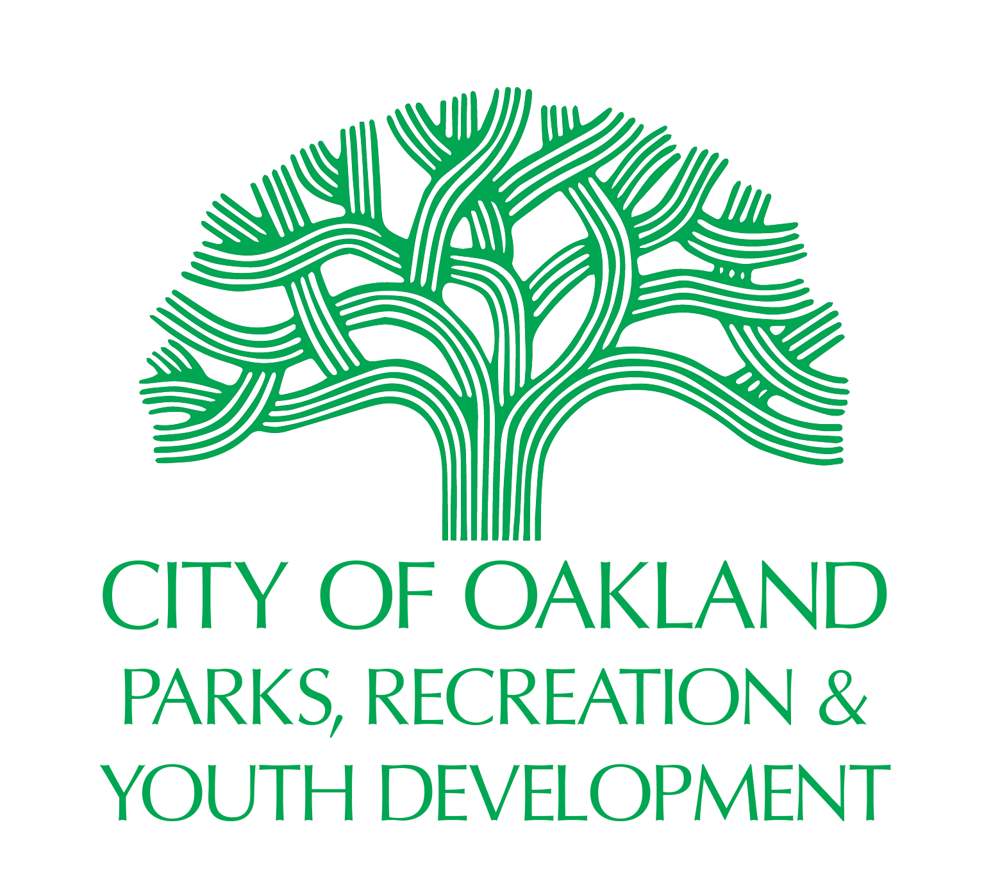 CITY OF OAKLAND
PARKS, RECREATION &
YOUTH DEVELOPMENT